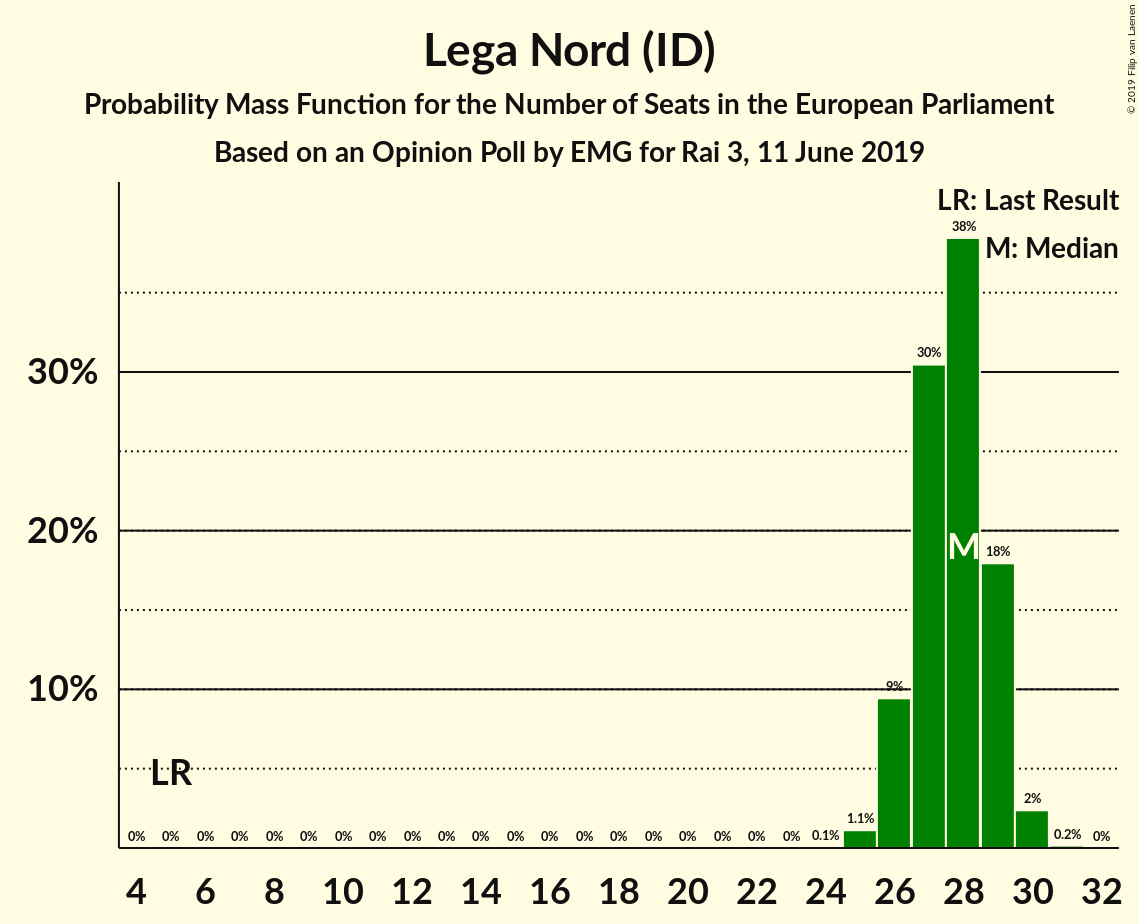 © 2019 Filip van Laenen
Lega Nord (ID)
Probability Mass Function for the Number of Seats in the European Parliament
Based on an Opinion Poll by EMG for Rai 3, 11 June 2019
LR: Last Result
M: Median
38%
30%
30%
20%
M
18%
10%
9%
LR
0% 0% 0% 0% 0% 0% 0% 0% 0% 0% 0% 0% 0% 0% 0% 0% 0% 0% 0% 0% 0.1% 1.1% 2% 0.2% 0%
4 6 8 10 12 14 16 18 20 22 24 26 28 30 32